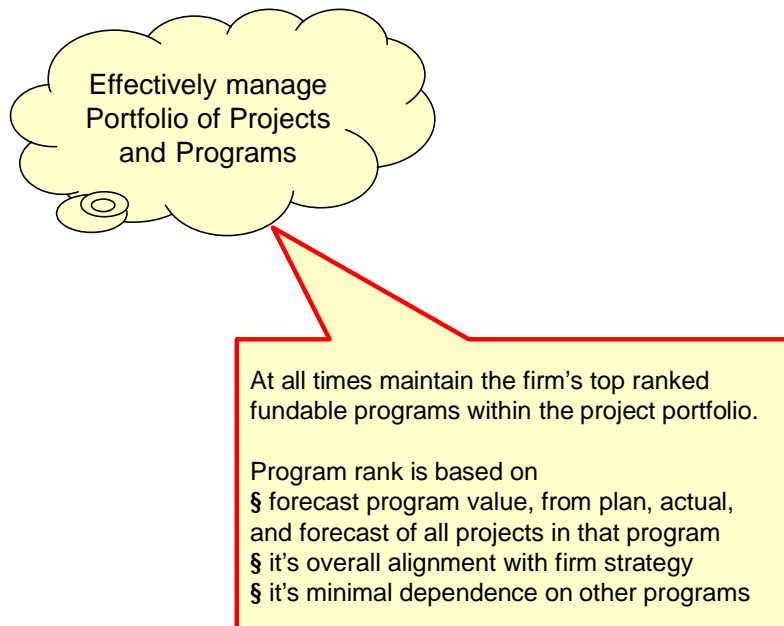 Effectively manage
Portfolio of Projects
and Programs
At all times maintain the firm's top ranked
fundable programs within the project portfolio.
Program rank is based on
§ forecast program value, from plan, actual,
and forecast of all projects in that program
§ it's overall alignment with firm strategy
§ it's minimal dependence on other programs